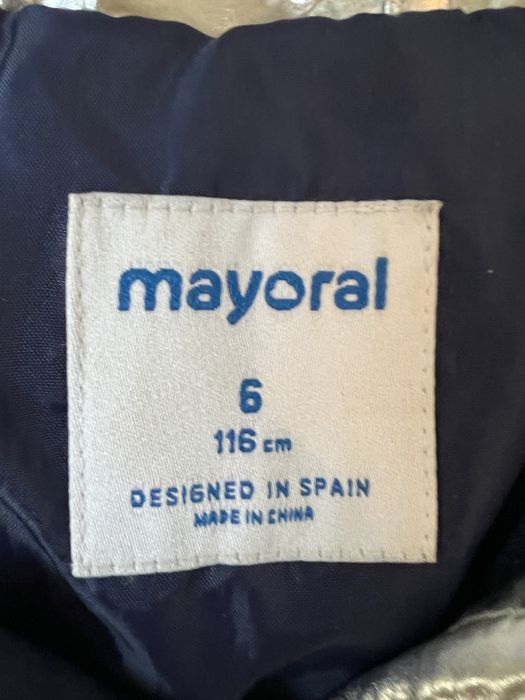 mayoral
6
116 cm
DESIGNED IN SPAIN
MADE IN CHINA